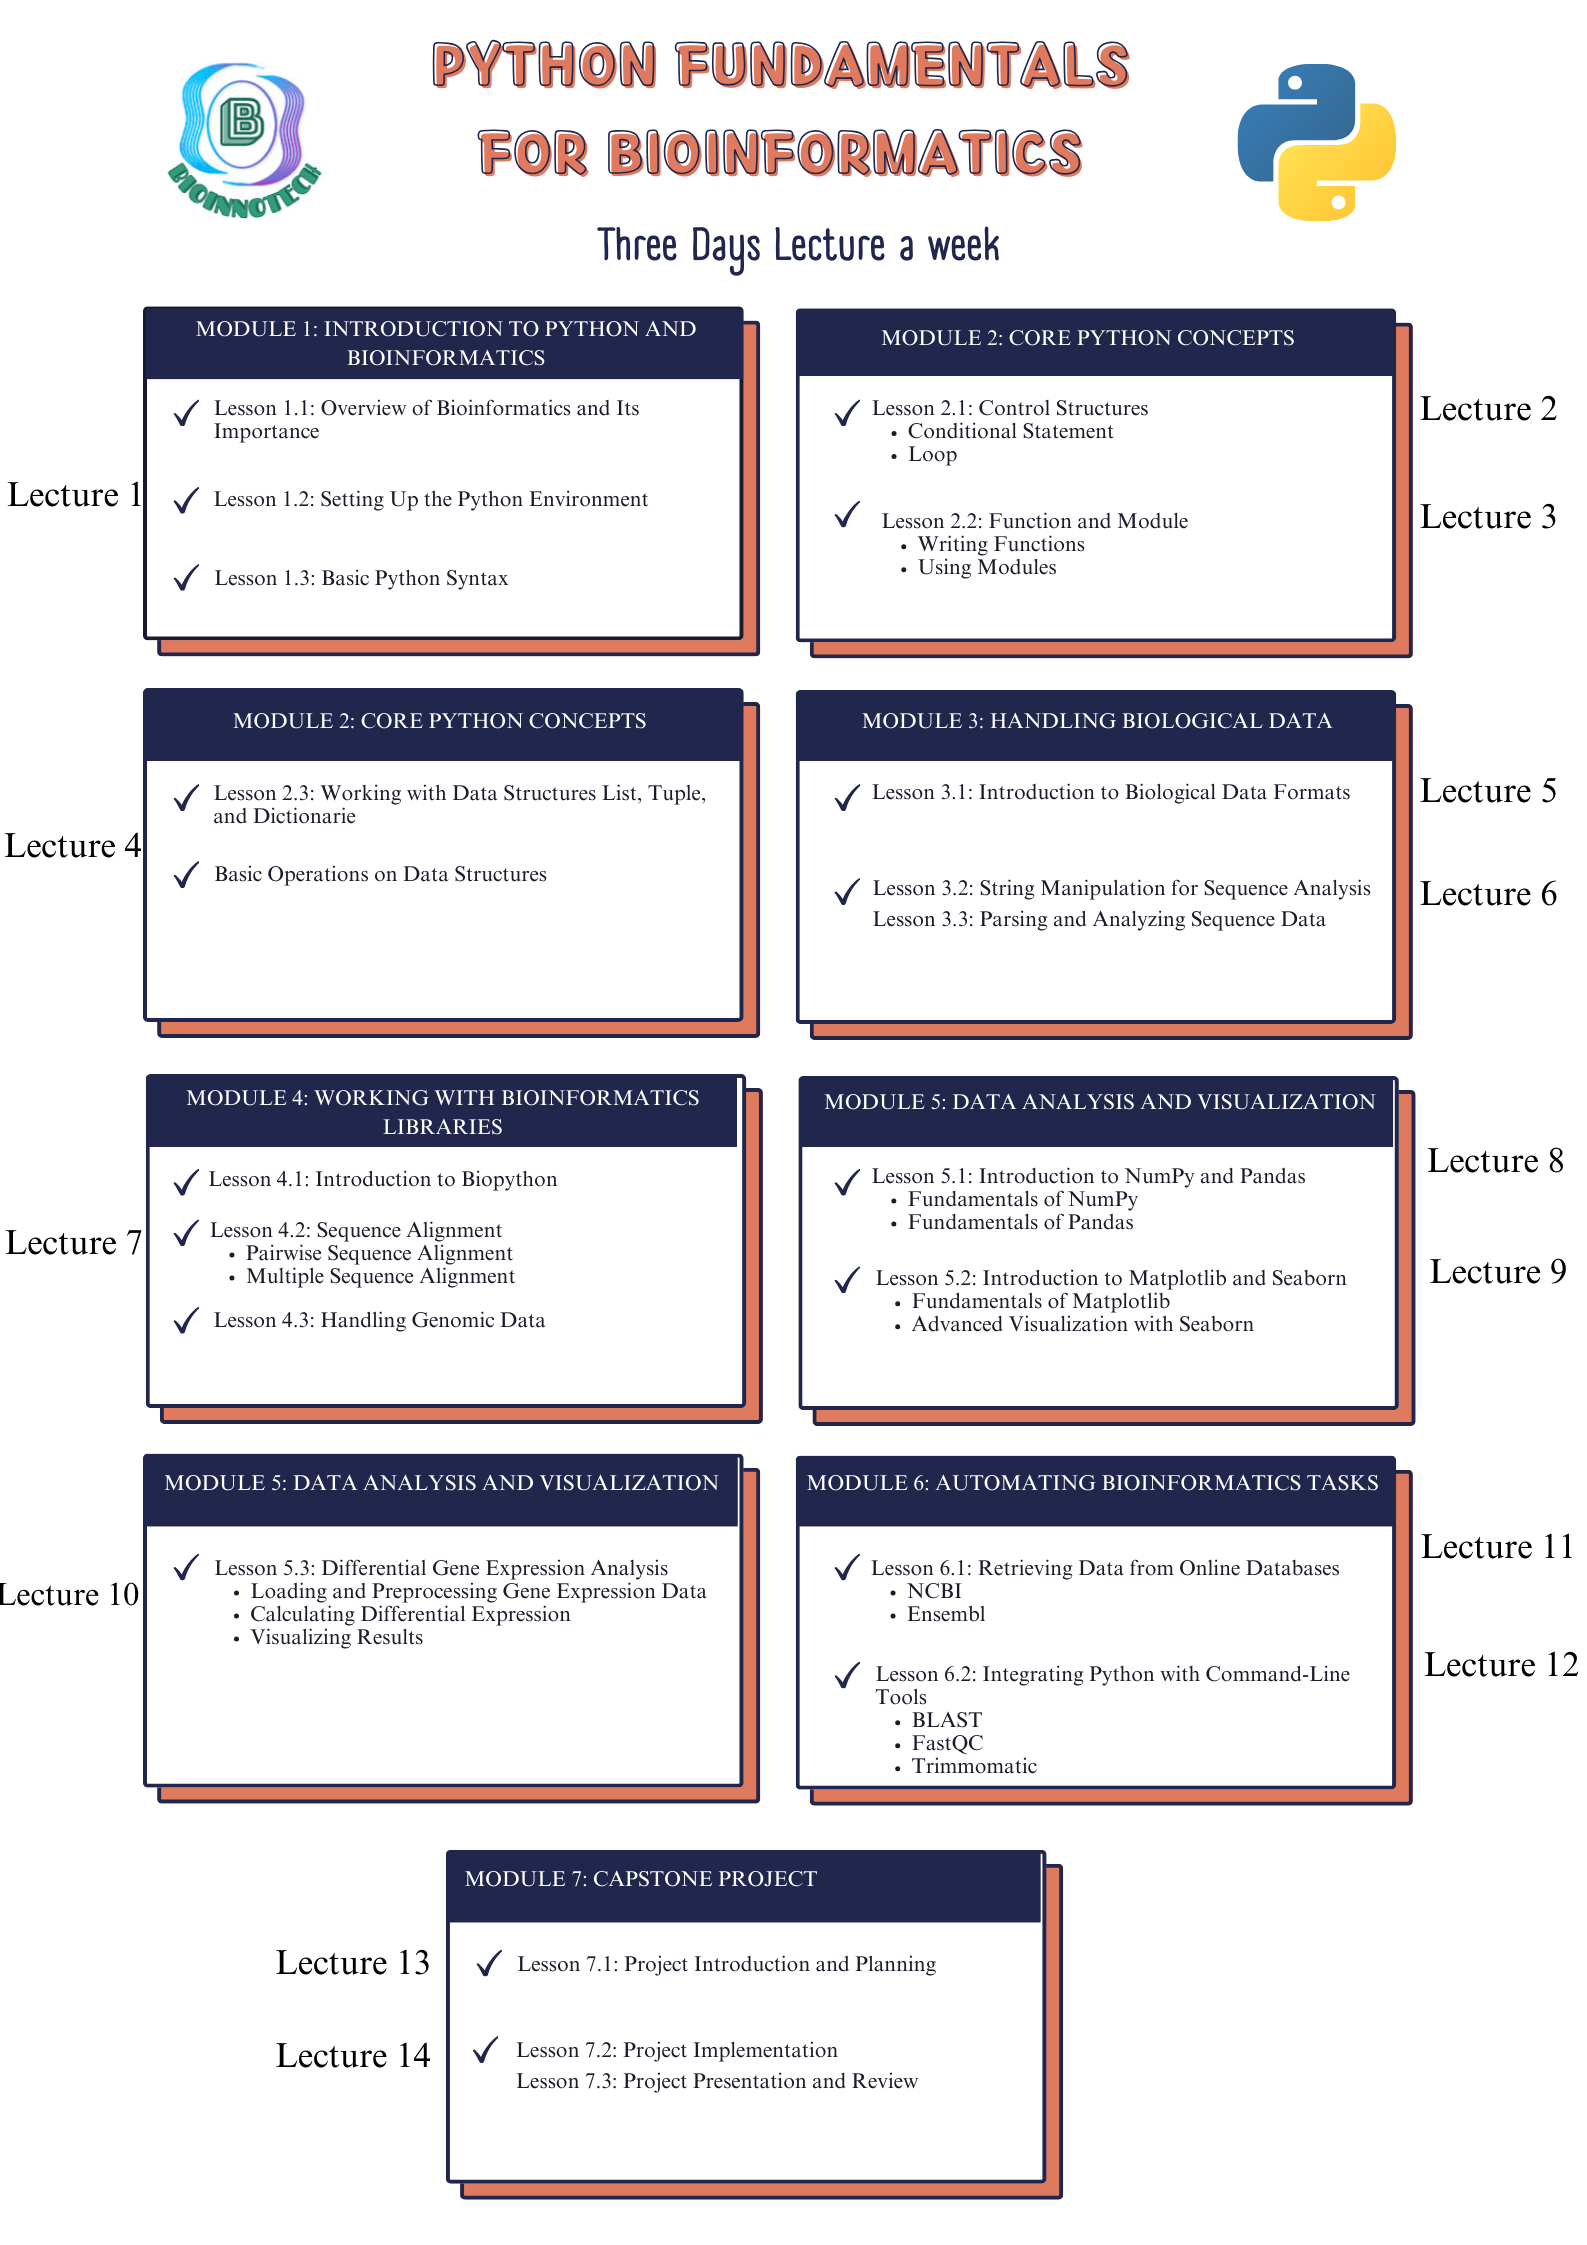 PYTHON FUNDAMENTALS
FOR BIOINFORMATICS
B
BIOINNOTECH
Three Days Lecture a week
MODULE 1: INTRODUCTION TO PYTHON AND
BIOINFORMATICS
Lecture 1
Lesson 1.1: Overview of Bioinformatics and Its
Importance
Lesson 1.2: Setting Up the Python Environment
Lesson 1.3: Basic Python Syntax
MODULE 2: CORE PYTHON CONCEPTS
Lesson 2.1: Control Structures
Conditional Statement
Loop
Lecture 2
Lesson 2.2: Function and Module
Writing Functions
Using Modules
Lecture 3
MODULE 2: CORE PYTHON CONCEPTS
Lecture 4
Lesson 2.3: Working with Data Structures List, Tuple,
and Dictionarie
Basic Operations on Data Structures
MODULE 3: HANDLING BIOLOGICAL DATA
Lesson 3.1: Introduction to Biological Data Formats
Lecture 5
Lesson 3.2: String Manipulation for Sequence Analysis
Lesson 3.3: Parsing and Analyzing Sequence Data
Lecture 6
MODULE 4: WORKING WITH BIOINFORMATICS
LIBRARIES
Lecture 7
Lesson 4.1: Introduction to Biopython
Lesson 4.2: Sequence Alignment
Pairwise Sequence Alignment
Multiple Sequence Alignment
Lesson 4.3: Handling Genomic Data
MODULE 5: DATA ANALYSIS AND VISUALIZATION
Lesson 5.1: Introduction to NumPy and Pandas
Fundamentals of NumPy
Fundamentals of Pandas
Lecture 8
Lesson 5.2: Introduction to Matplotlib and Seaborn
Fundamentals of Matplotlib
Advanced Visualization with Seaborn
Lecture 9
MODULE 5: DATA ANALYSIS AND VISUALIZATION
Lecture 10
Lesson 5.3: Differential Gene Expression Analysis
Loading and Preprocessing Gene Expression Data
Calculating Differential Expression
Visualizing Results
MODULE 6: AUTOMATING BIOINFORMATICS TASKS
Lesson 6.1: Retrieving Data from Online Databases
NCBI
Ensembl
Lecture 11
Lesson 6.2: Integrating Python with Command-Line
Tools
BLAST
FastQC
Trimmomatic
Lecture 12
MODULE 7: CAPSTONE PROJECT
Lecture 13
Lesson 7.1: Project Introduction and Planning
Lecture 14
Lesson 7.2: Project Implementation
Lesson 7.3: Project Presentation and Review